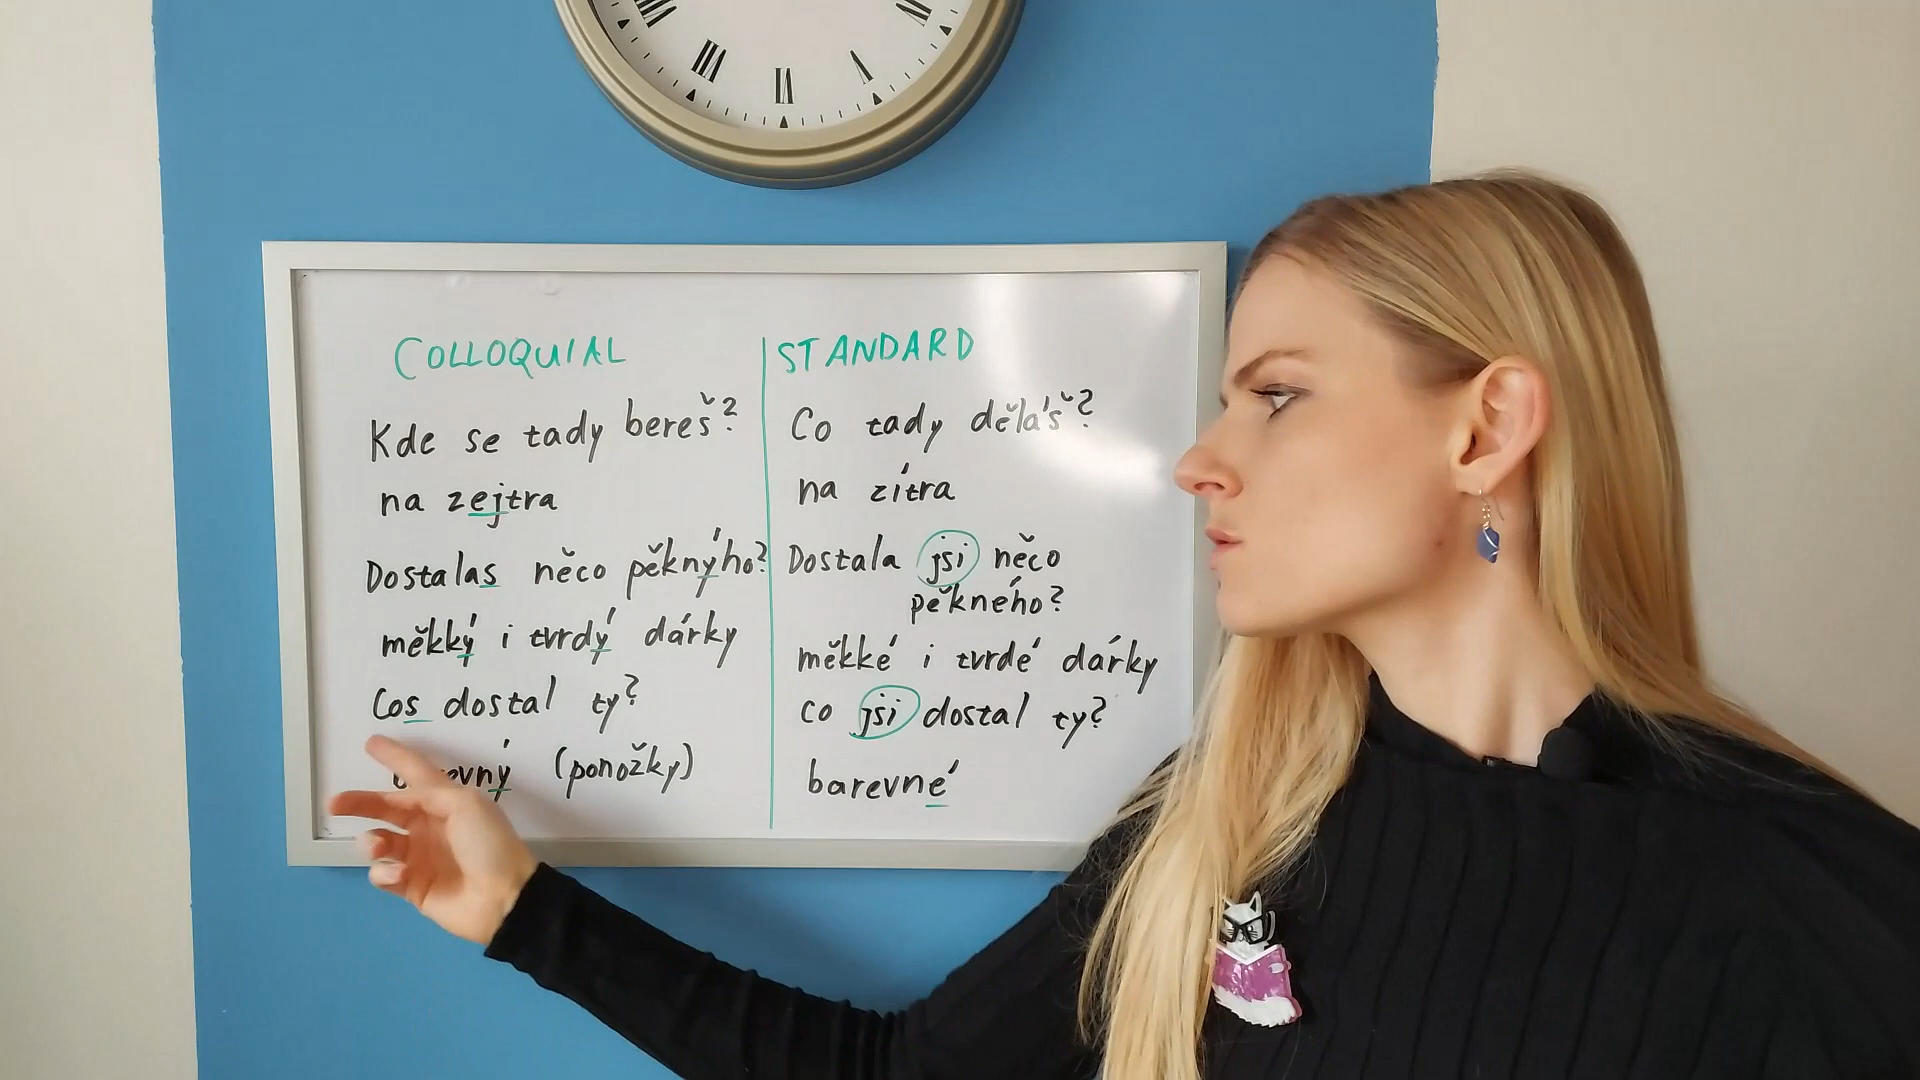 COLLOQUIAL
Kde se tady bereš?
na zejtra
Dostalas něco pěknýho?
měkký i tvrdý dárky
Cos dostal ty?
(ponožky)
STANDARD
Co tady děláš?
na zítra
Dostala jsi něco
pěkného?
měkké i tvrdé dárky
co jsi dostal ty?
barevné